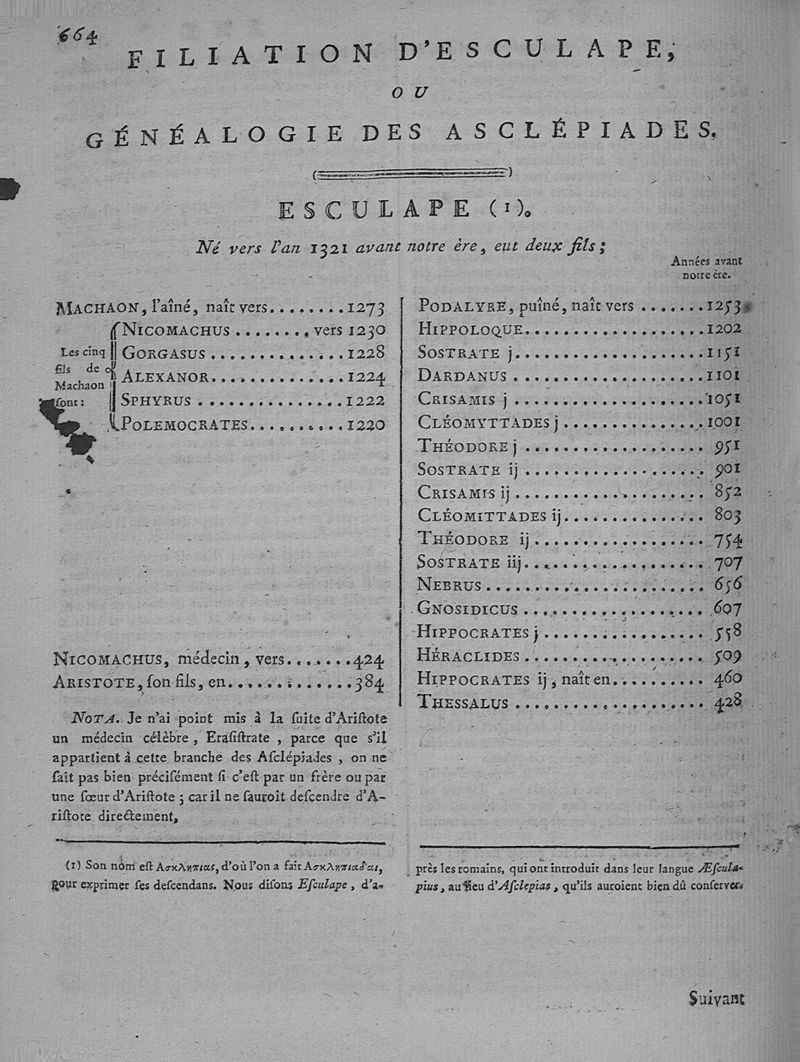 664
FILIATION D'ESCULAPE,
OU
GÉNÉALOGIE DES ASCLÉPIADES.
ESCULAPE (1).
Né vers l'an 1321 avant notre ère, eut deux fils;
MACHAON, l'aîné, naît vers........1273
Les cinq fils de Machaon sont:
NICOMACHUS ........ vers 1230
GORGASUS ..............1228
ALEXANOR..............1224
SPHYRUS ...............1222
POLEMOCRATES..........1220
NICOMACHUS, médecin, vers.......424
ARISTOTE, ſon fils, en.............384
NOTA. Je n'ai point mis à la ſuite d'Ariſtote
un médecin célèbre, Eraſiſtrate, parce que s'il
appartient à cette branche des Aſclépiades, on ne
ſait pas bien préciſément ſi c'eſt par un frère ou par
une ſœur d'Ariſtote; car il ne ſauroit deſcendre d'A-
riſtote directement,
Années avant
notre ère.
PODALYRE, puîné, naît vers .......1253
HIPPOLOQUE...................1202
SOSTRATE j....................1151
DARDANUS ....................1101
CRISAMIS j ....................1051
CLÉOMYTTADES j...............1001
THÉODORE j ................... 951
SOSTRATE ij ................... 901
CRISAMIS ij .................... 852
CLÉOMITTADES ij............... 803
THÉODORE ij .................. 754
SOSTRATE iij................... 707
NEBRUS........................ 656
GNOSIDICUS ................... 607
HIPPOCRATES j................. 558
HÉRACLIDES ................... 509
HIPPOCRATES ij, naît en.......... 460
THESSALUS .................... 428
(1) Son nom eſt Ασκληπιας, d'où l'on a fait Ασκληπιαδαι,
pour exprimer ſes deſcendans. Nous diſons Eſculape, d'a-
près les romains, qui ont introduit dans leur langue Æſcula-
pius, au lieu d'Aſclepias, qu'ils auroient bien dû conſerver.
Suivant